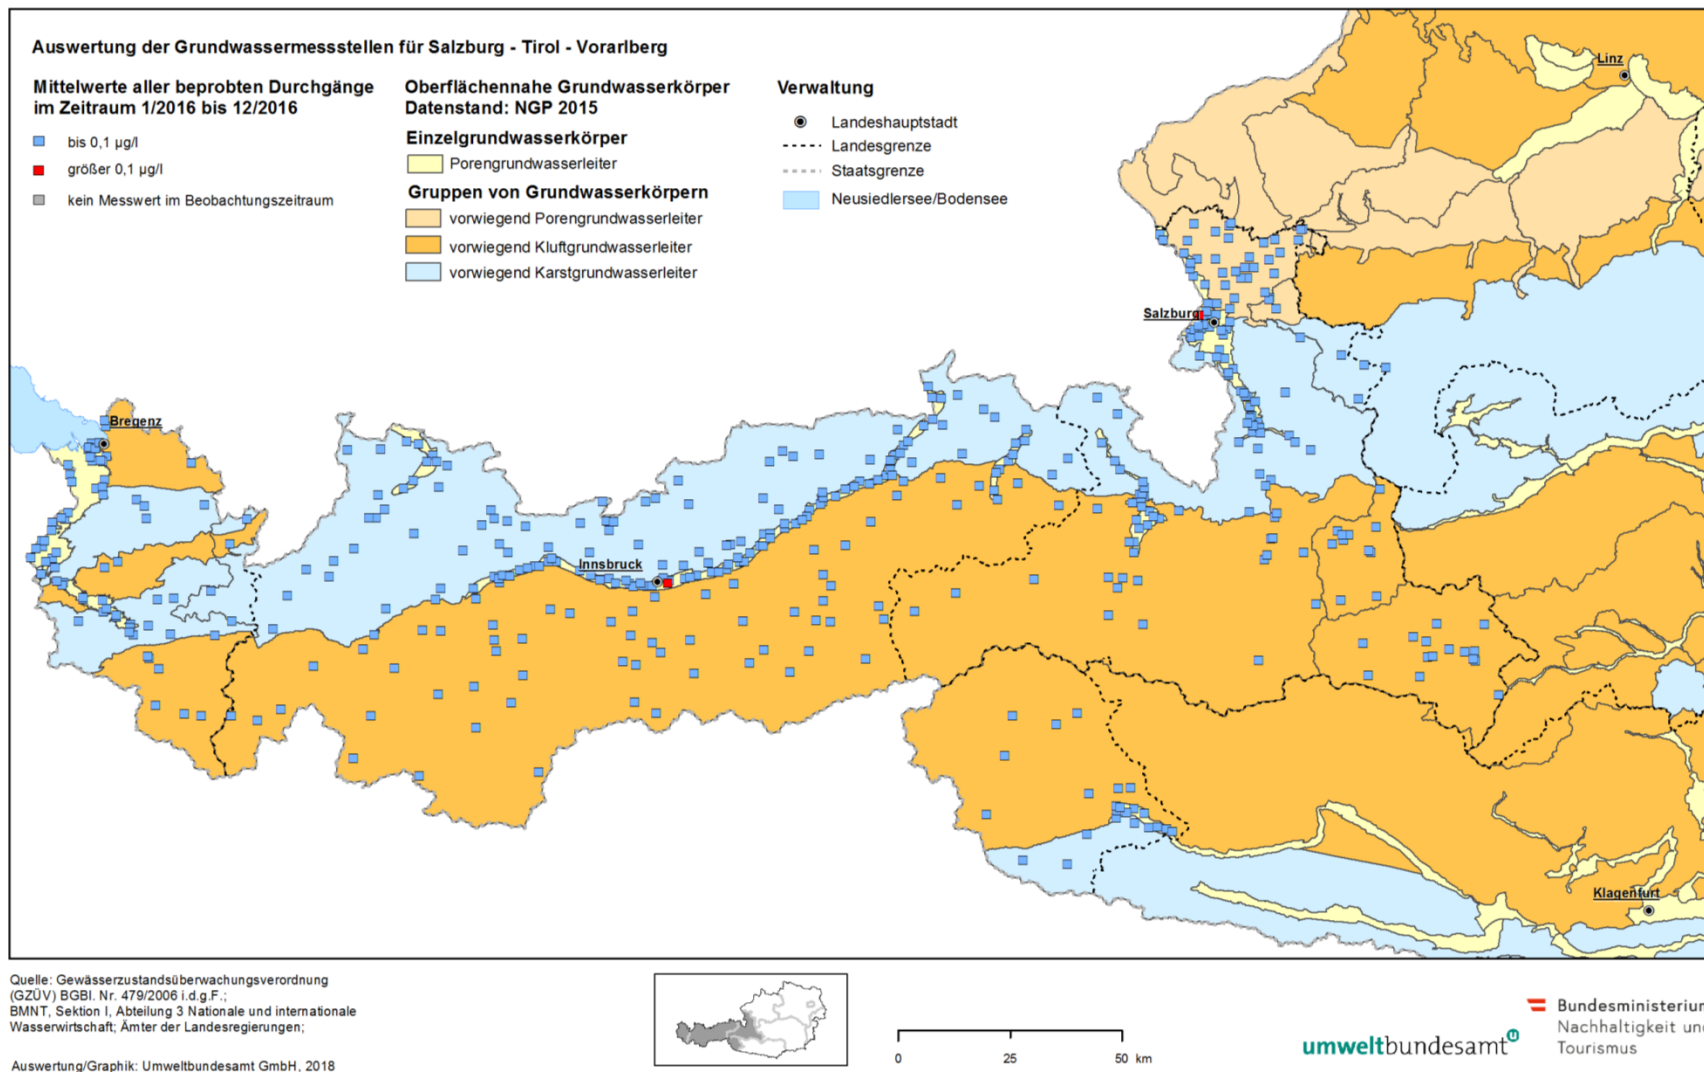 Auswertung der Grundwassermessstellen für Salzburg - Tirol - Vorarlberg
Mittelwerte aller beprobten Durchgänge
im Zeitraum 1/2016 bis 12/2016
bis 0,1 µg/l
größer 0,1 µg/l
kein Messwert im Beobachtungszeitraum
Oberflächennahe Grundwasserkörper
Datenstand: NGP 2015
Einzelgrundwasserkörper
Porengrundwasserleiter
Gruppen von Grundwasserkörpern
vorwiegend Porengrundwasserleiter
vorwiegend Kluftgrundwasserleiter
vorwiegend Karstgrundwasserleiter
Verwaltung
Landeshauptstadt
Landesgrenze
Staatsgrenze
Neusiedlersee/Bodensee
Linz
Salzburg
Bregenz
Innsbruck
Klagenfurt
Quelle: Gewässerzustandsüberwachungsverordnung
(GZÜV) BGBl. Nr. 479/2006 i.d.g.F.;
BMNT, Sektion I, Abteilung 3 Nationale und internationale
Wasserwirtschaft; Ämter der Landesregierungen;
Auswertung/Graphik: Umweltbundesamt GmbH, 2018
0 25 50 km
umweltbundesamt u
Bundesministerium
Nachhaltigkeit und
Tourismus